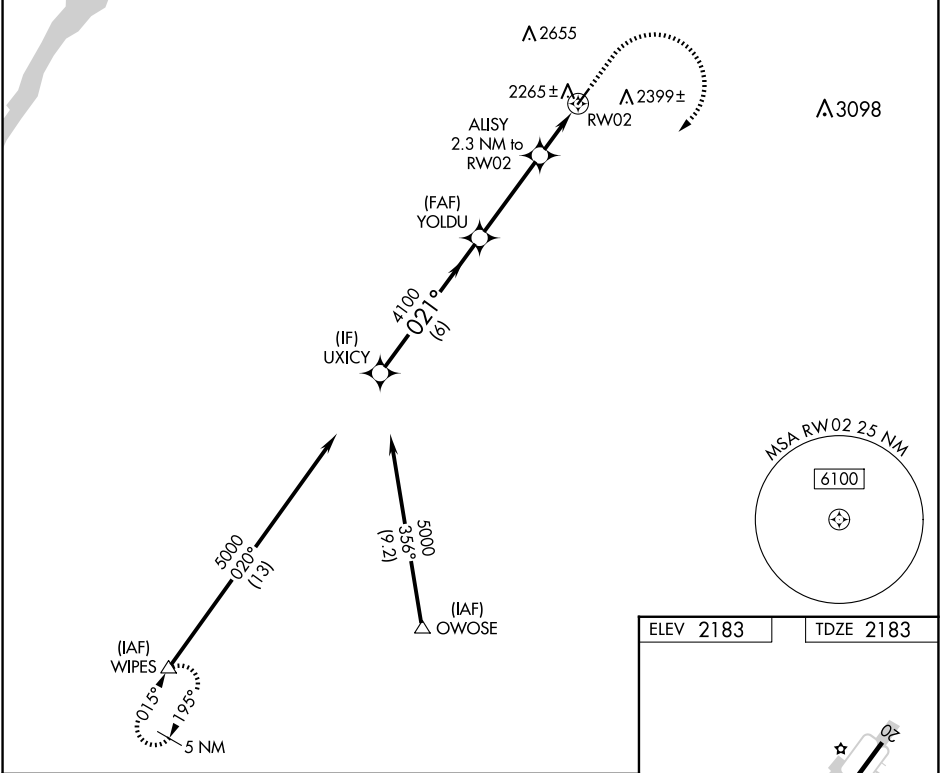 2655
2265±
2399±
RW02
3098
ALISY
2.3 NM to
RW02
(FAF)
YOLDU
4100
021°
(6)
(IF)
UXICY
MSA RW02 25 NM
6100
5000
020°
(13)
5000
356°
(9.2)
(IAF)
OWOSE
(IAF)
WIPES
015°
195°
5 NM
ELEV 2183
TDZE 2183
20